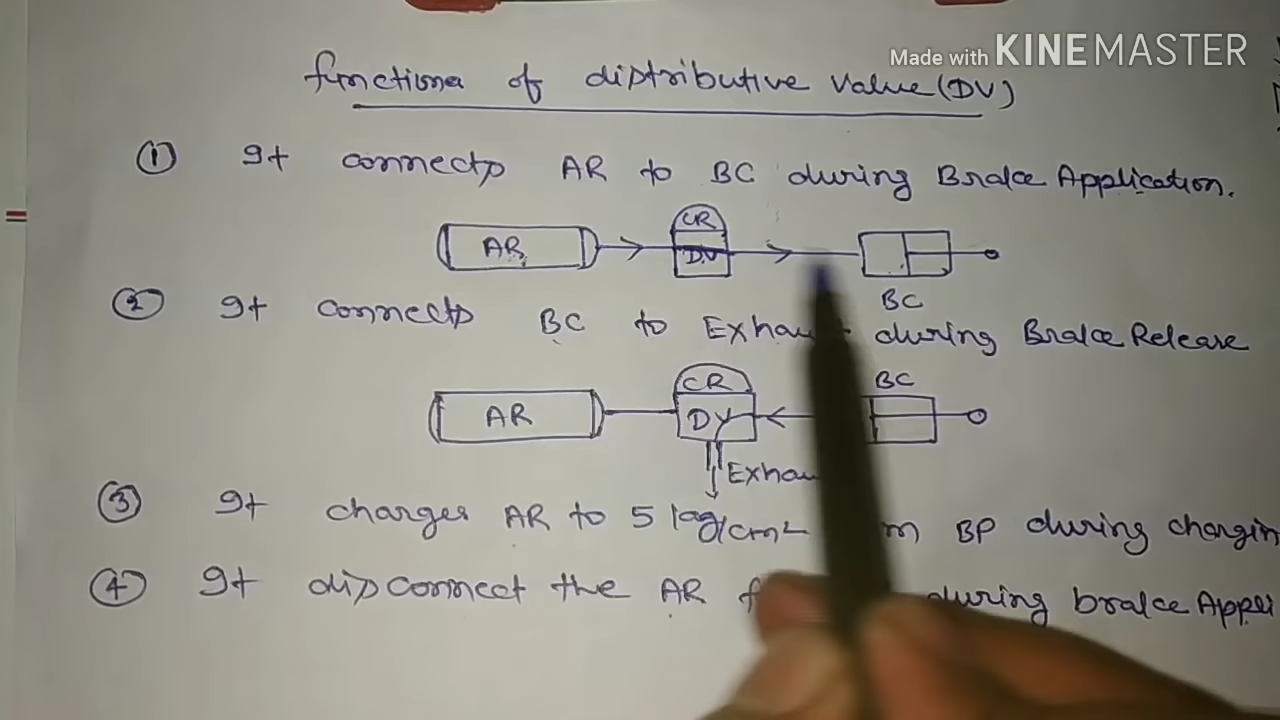 Made with KINEMASTER
functions of distributive value (DV)
① It connects AR to BC during Brake Application.
AR CR DV BC
② It connects BC to Exhaust during Brake Release
AR CR DV BC
Exhau
③ It charges AR to 5 kg/cm² BP during chargin
④ It disconnect the AR during brake Appli